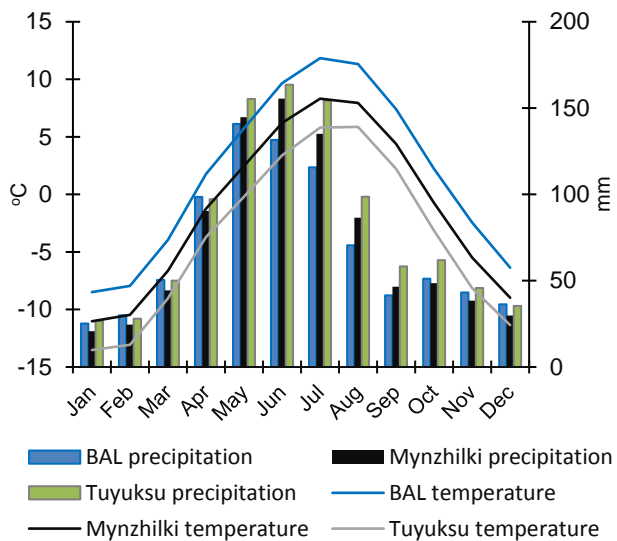 15 200
10
150
5
°C 0 100 mm
-5
50
-10
-15 0
Jan Feb Mar Apr May Jun Jul Aug Sep Oct Nov Dec
BAL precipitation Mynzhilki precipitation
Tuyuksu precipitation BAL temperature
Mynzhilki temperature Tuyuksu temperature